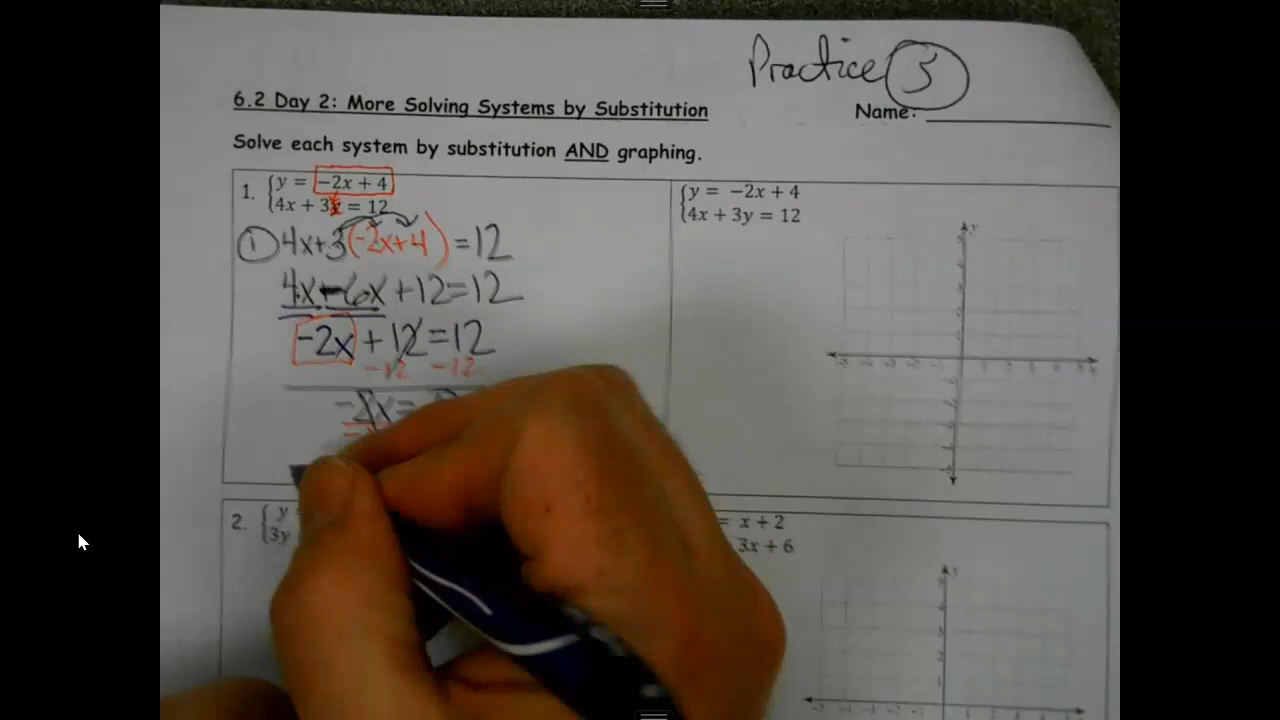 Practice 3
6.2 Day 2: More Solving Systems by Substitution
Name:
Solve each system by substitution AND graphing.
1. {y = -2x + 4
{4x + 3y = 12
① 4x+3(-2x+4) = 12
4x-6x+12=12
-2x+12=12
-12 -12
-2x=
{y = -2x + 4
{4x + 3y = 12
2. {y
{3y
= x + 2
3x + 6